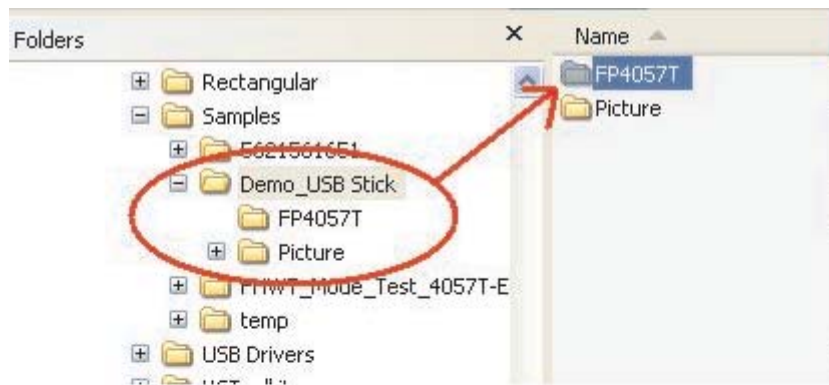 Folders
Rectangular
Samples
Demo_USB Stick
FP4057T
Picture
temp
USB Drivers
Name
FP4057T
Picture